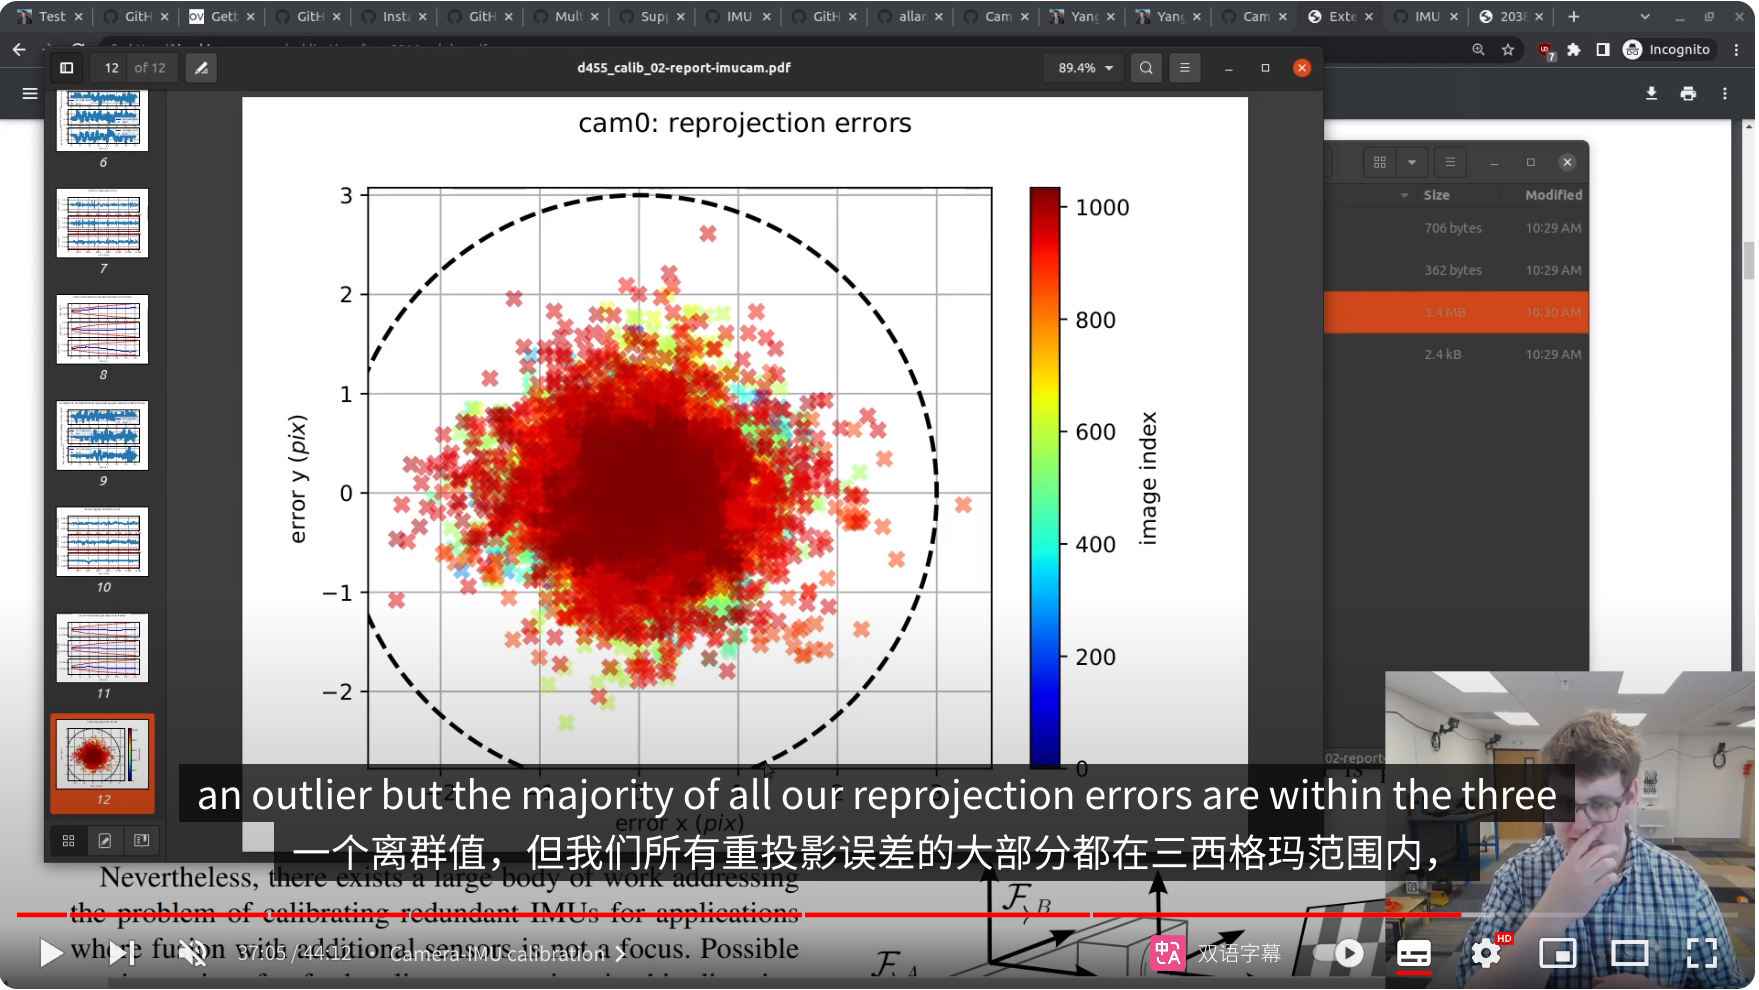 Test
GitH
Gett
GitH
Insta
GitH
Mult
Supp
IMU
GitH
allan
Cam
Yang
Yang
Cam
Exte
IMU
2038
Incognito
7
12 of 12
d455_calib_02-report-imucam.pdf
89.4%
cam0: reprojection errors
6
7
8
9
10
11
12
3
2
1
0
−1
−2
error y (pix)
error x (pix)
1000
800
600
400
200
0
image index
Size
Modified
706 bytes
10:29 AM
362 bytes
10:29 AM
3.4 MB
10:30 AM
2.4 kB
10:29 AM
02-report-
an outlier but the majority of all our reprojection errors are within the three
一个离群值，但我们所有重投影误差的大部分都在三西格玛范围内，
Nevertheless, there exists a large body of work addressing
the problem of calibrating redundant IMUs for applications
where fusion with additional sensors is not a focus. Possible
F B
F A
37:05 / 44:12 • Camera-IMU calibration
双语字幕
HD